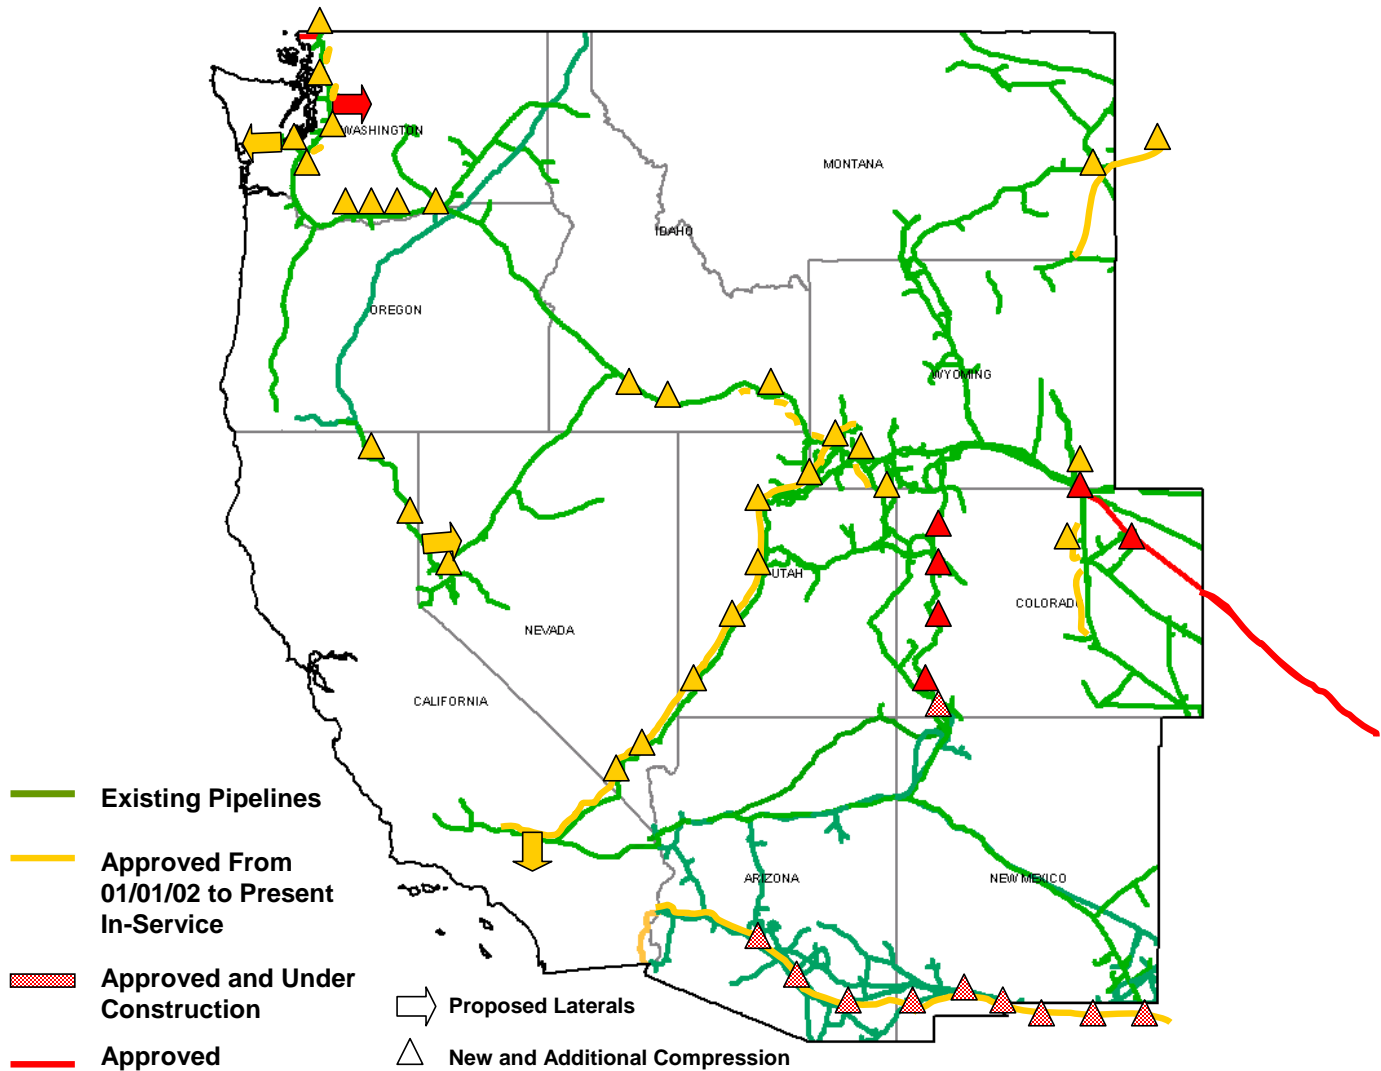 WASHINGTON
MONTANA
IDAHO
OREGON
WYOMING
UTAH
COLORAD
NEVADA
CALIFORNIA
ARIZONA
NEW MEXICO
Existing Pipelines
Approved From
01/01/02 to Present
In-Service
Approved and Under
Construction
Approved
Proposed Laterals
New and Additional Compression